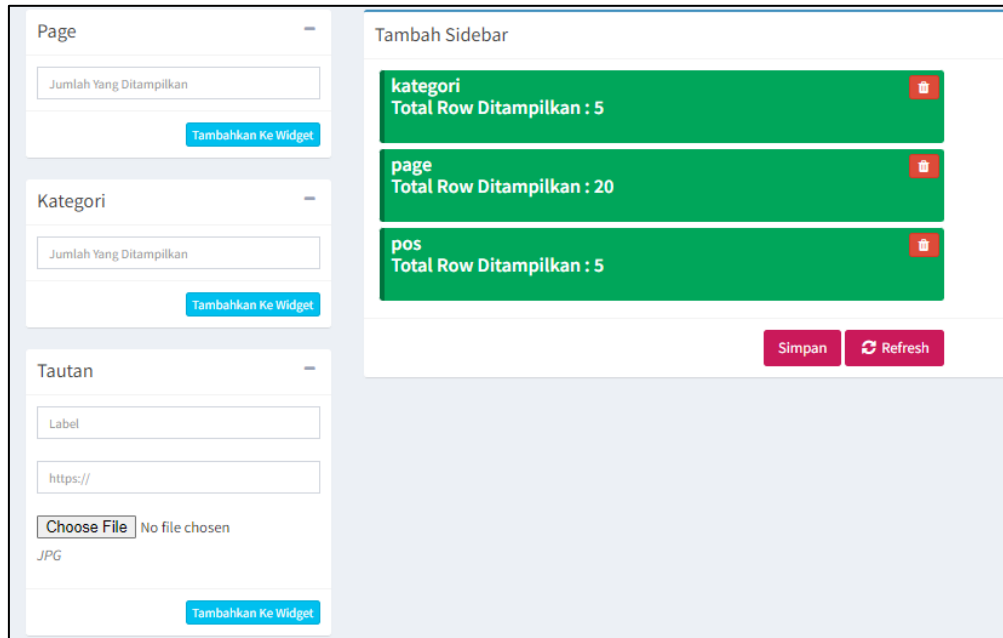 Page
Jumlah Yang Ditampilkan
Tambahkan Ke Widget
Kategori
Jumlah Yang Ditampilkan
Tambahkan Ke Widget
Tautan
Label
https://
Choose File No file chosen
JPG
Tambahkan Ke Widget
Tambah Sidebar
kategori
Total Row Ditampilkan : 5
page
Total Row Ditampilkan : 20
pos
Total Row Ditampilkan : 5
Simpan Refresh